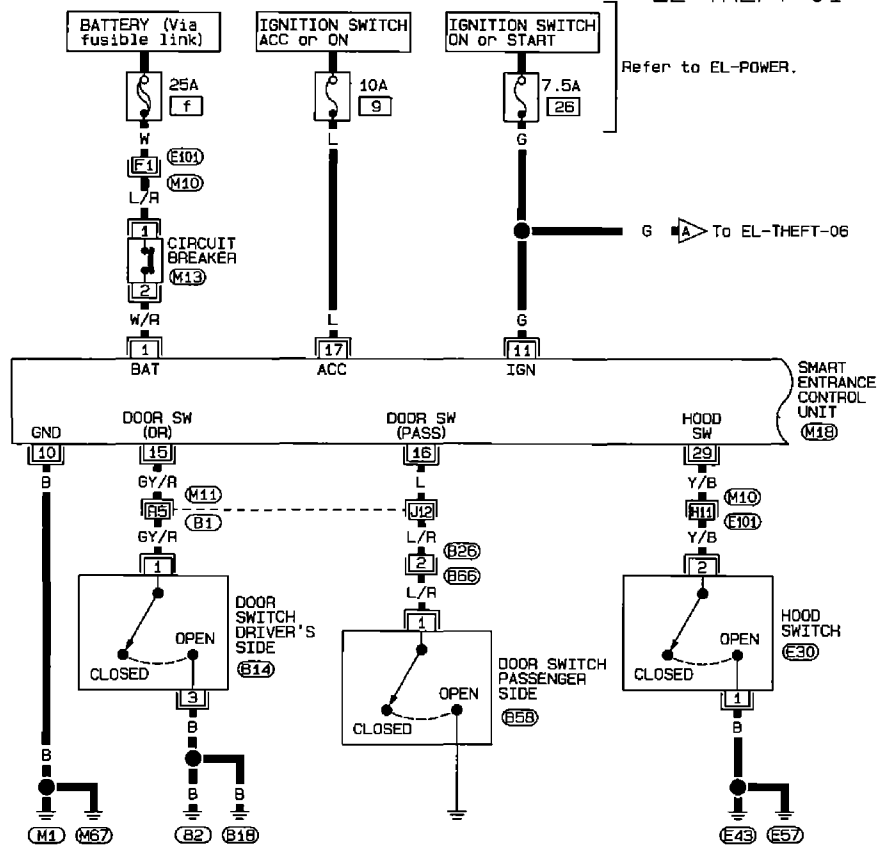 BATTERY (Via
fusible link)
IGNITION SWITCH
ACC or ON
IGNITION SWITCH
ON or START
Refer to EL-POWER.
25A
f
10A
9
7.5A
26
W
L
G
F1
E101
M10
L/R
1
CIRCUIT
BREAKER
M13
2
G
A
To EL-THEFT-06
W/R
L
G
1
17
11
BAT
ACC
IGN
SMART
ENTRANCE
CONTROL
UNIT
M18
GND
DOOR SW
(DR)
DOOR SW
(PASS)
HOOD
SW
10
15
16
29
B
GY/R
L
Y/B
R5
M11
B1
J12
H11
M10
E101
GY/R
L/R
Y/B
2
B26
B66
L/R
1
1
2
DOOR
SWITCH
DRIVER'S
SIDE
B14
OPEN
CLOSED
DOOR SWITCH
PASSENGER
SIDE
B58
OPEN
CLOSED
HOOD
SWITCH
E30
OPEN
CLOSED
3
1
B
B
B
B
B
B
M1
M67
B2
B18
E43
E57